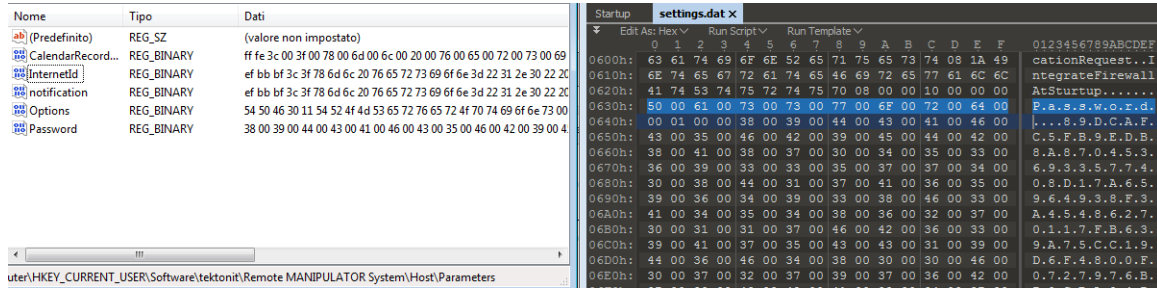 Nome Tipo Dati
(Predefinito) REG_SZ (valore non impostato)
CalendarRecord... REG_BINARY ff fe 3c 00 3f 00 78 00 6d 00 6c 00 20 00 76 00 65 00 72 00 73 00 69
InternetId REG_BINARY ef bb bf 3c 3f 78 6d 6c 20 76 65 72 73 69 6f 6e 3d 22 31 2e 30 22 20
notification REG_BINARY ef bb bf 3c 3f 78 6d 6c 20 76 65 72 73 69 6f 6e 3d 22 31 2e 30 22 20
Options REG_BINARY 54 50 46 30 11 54 52 4f 4d 53 65 72 76 65 72 4f 70 74 69 6f 6e 73 00
Password REG_BINARY 38 00 39 00 44 00 43 00 41 00 46 00 43 00 35 00 46 00 42 00 39 00 4
uter\HKEY_CURRENT_USER\Software\tektonit\Remote MANIPULATOR System\Host\Parameters
Startup settings.dat ×
Edit As: Hex Run Script Run Template
0 1 2 3 4 5 6 7 8 9 A B C D E F 0123456789ABCDEF
0600h: 63 61 74 69 6F 6E 52 65 71 75 65 73 74 08 1A 49 cationRequest..I
0610h: 6E 74 65 67 72 61 74 65 46 69 72 65 77 61 6C 6C ntegrateFirewall
0620h: 41 74 53 74 75 72 74 75 70 08 00 00 10 00 00 00 AtSturtup.......
0630h: 50 00 61 00 73 00 73 00 77 00 6F 00 72 00 64 00 P.a.s.s.w.o.r.d.
0640h: 00 01 00 00 38 00 39 00 44 00 43 00 41 00 46 00 ....8.9.D.C.A.F.
0650h: 43 00 35 00 46 00 42 00 39 00 45 00 44 00 42 00 C.5.F.B.9.E.D.B.
0660h: 38 00 41 00 38 00 37 00 30 00 34 00 35 00 33 00 8.A.8.7.0.4.5.3.
0670h: 36 00 39 00 33 00 33 00 35 00 37 00 37 00 34 00 6.9.3.3.5.7.7.4.
0680h: 30 00 38 00 44 00 31 00 37 00 41 00 36 00 35 00 0.8.D.1.7.A.6.5.
0690h: 39 00 36 00 34 00 39 00 33 00 38 00 46 00 33 00 9.6.4.9.3.8.F.3.
06A0h: 41 00 34 00 35 00 34 00 38 00 36 00 32 00 37 00 A.4.5.4.8.6.2.7.
06B0h: 30 00 31 00 31 00 37 00 46 00 42 00 36 00 33 00 0.1.1.7.F.B.6.3.
06C0h: 39 00 41 00 37 00 35 00 43 00 43 00 31 00 39 00 9.A.7.5.C.C.1.9.
06D0h: 44 00 36 00 46 00 34 00 38 00 30 00 30 00 46 00 D.6.F.4.8.0.0.F.
06E0h: 30 00 37 00 32 00 37 00 39 00 37 00 36 00 42 00 0.7.2.7.9.7.6.B.